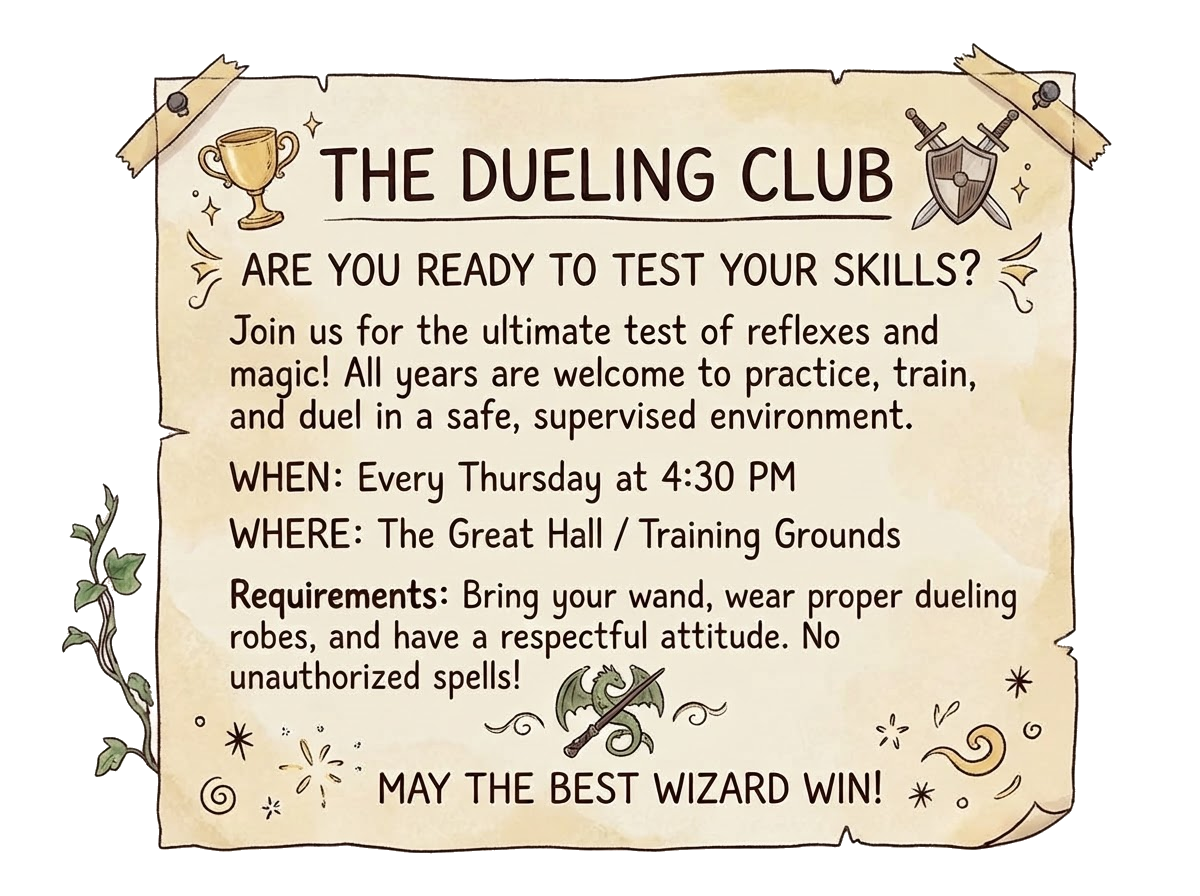 THE DUELING CLUB
ARE YOU READY TO TEST YOUR SKILLS?
Join us for the ultimate test of reflexes and
magic! All years are welcome to practice, train,
and duel in a safe, supervised environment.
WHEN: Every Thursday at 4:30 PM
WHERE: The Great Hall / Training Grounds
Requirements: Bring your wand, wear proper dueling
robes, and have a respectful attitude. No
unauthorized spells!
MAY THE BEST WIZARD WIN!